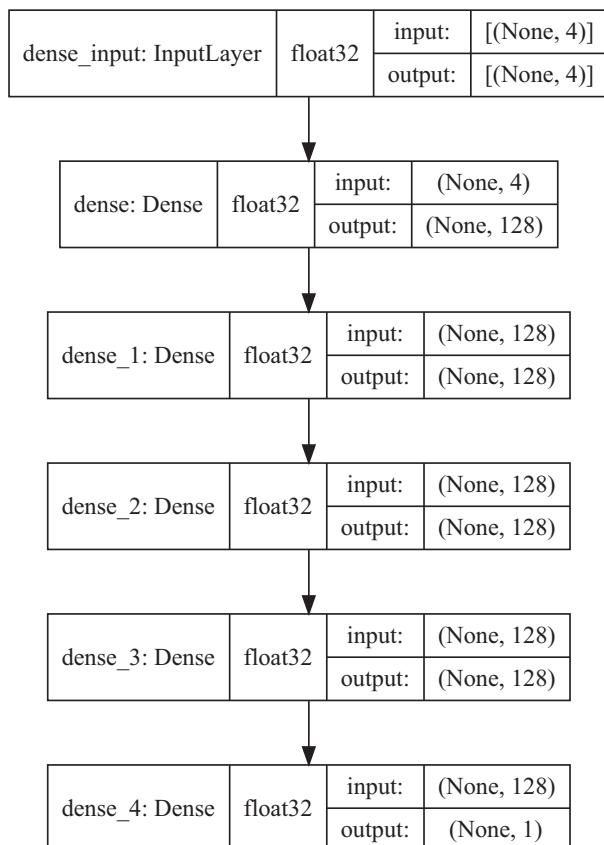 dense_input: InputLayer float32 input: [(None, 4)]
output: [(None, 4)]
dense: Dense float32 input: (None, 4)
output: (None, 128)
dense_1: Dense float32 input: (None, 128)
output: (None, 128)
dense_2: Dense float32 input: (None, 128)
output: (None, 128)
dense_3: Dense float32 input: (None, 128)
output: (None, 128)
dense_4: Dense float32 input: (None, 128)
output: (None, 1)